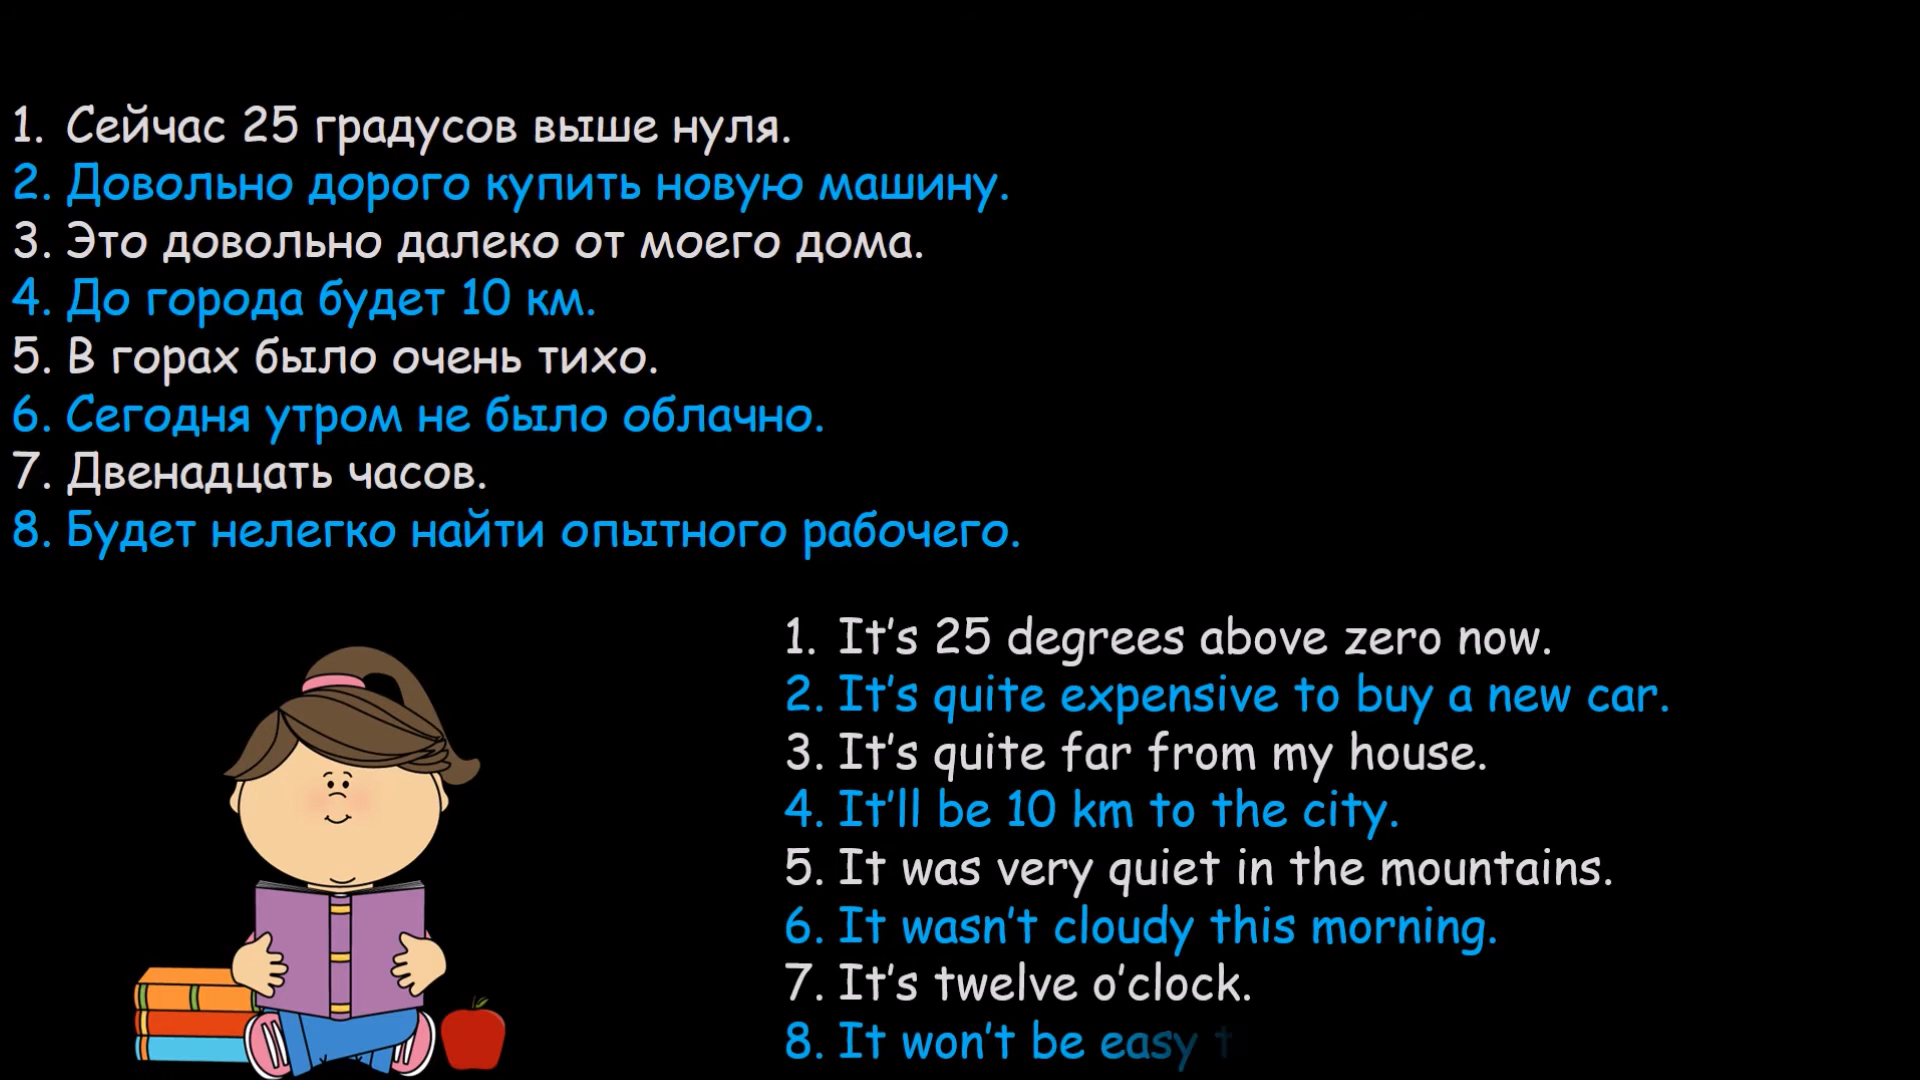 1. Сейчас 25 градусов выше нуля.
2. Довольно дорого купить новую машину.
3. Это довольно далеко от моего дома.
4. До города будет 10 км.
5. В горах было очень тихо.
6. Сегодня утром не было облачно.
7. Двенадцать часов.
8. Будет нелегко найти опытного рабочего.
1. It’s 25 degrees above zero now.
2. It’s quite expensive to buy a new car.
3. It’s quite far from my house.
4. It’ll be 10 km to the city.
5. It was very quiet in the mountains.
6. It wasn’t cloudy this morning.
7. It’s twelve o’clock.
8. It won’t be easy